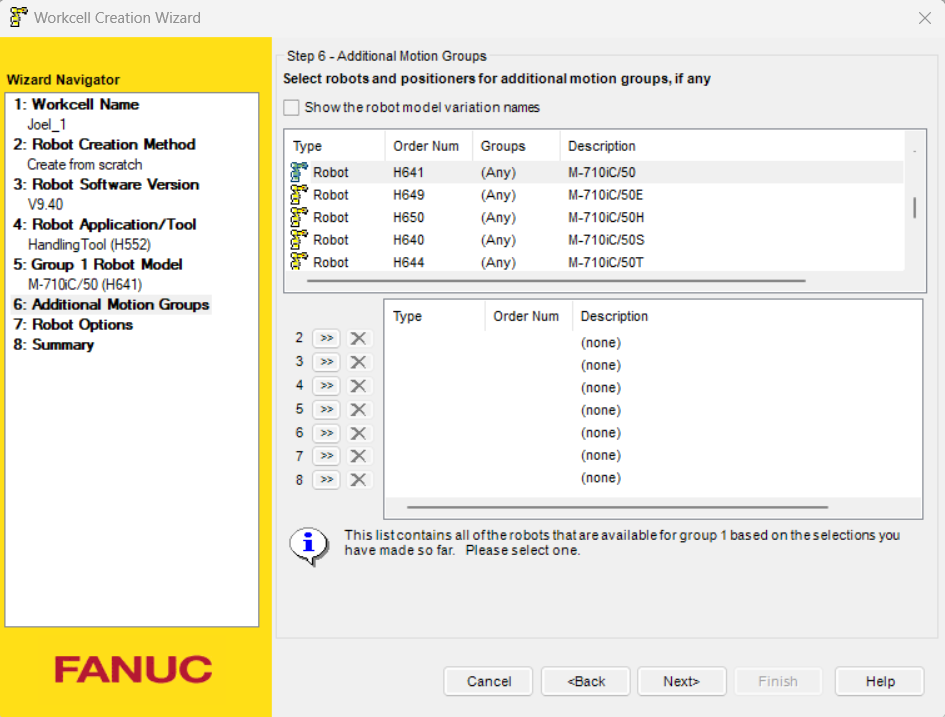 Workcell Creation Wizard
Wizard Navigator
1: Workcell Name
Joel_1
2: Robot Creation Method
Create from scratch
3: Robot Software Version
V9.40
4: Robot Application/Tool
HandlingTool (H552)
5: Group 1 Robot Model
M-710iC/50 (H641)
6: Additional Motion Groups
7: Robot Options
8: Summary
FANUC
Step 6 - Additional Motion Groups
Select robots and positioners for additional motion groups, if any
Show the robot model variation names
Type Order Num Groups Description
Robot H641 (Any) M-710iC/50
Robot H649 (Any) M-710iC/50E
Robot H650 (Any) M-710iC/50H
Robot H640 (Any) M-710iC/50S
Robot H644 (Any) M-710iC/50T
Type Order Num Description
2 >> (none)
3 >> (none)
4 >> (none)
5 >> (none)
6 >> (none)
7 >> (none)
8 >> (none)
This list contains all of the robots that are available for group 1 based on the selections you
have made so far. Please select one.
Cancel <Back Next> Finish Help